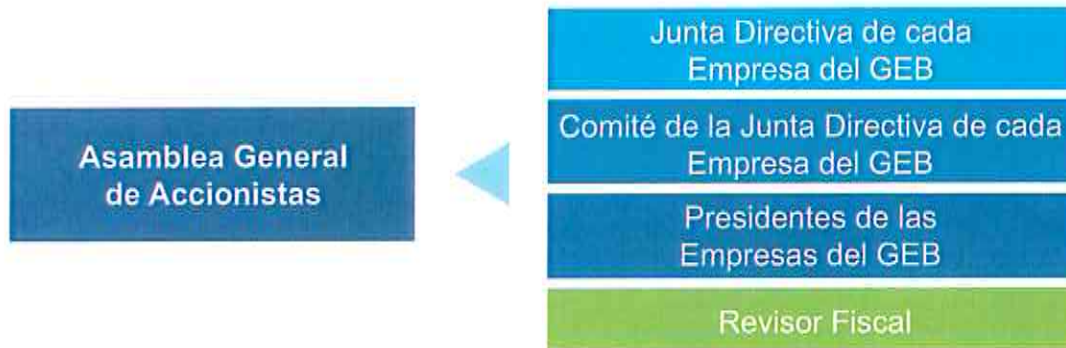 Asamblea General
de Accionistas
Junta Directiva de cada
Empresa del GEB
Comité de la Junta Directiva de cada
Empresa del GEB
Presidentes de las
Empresas del GEB
Revisor Fiscal